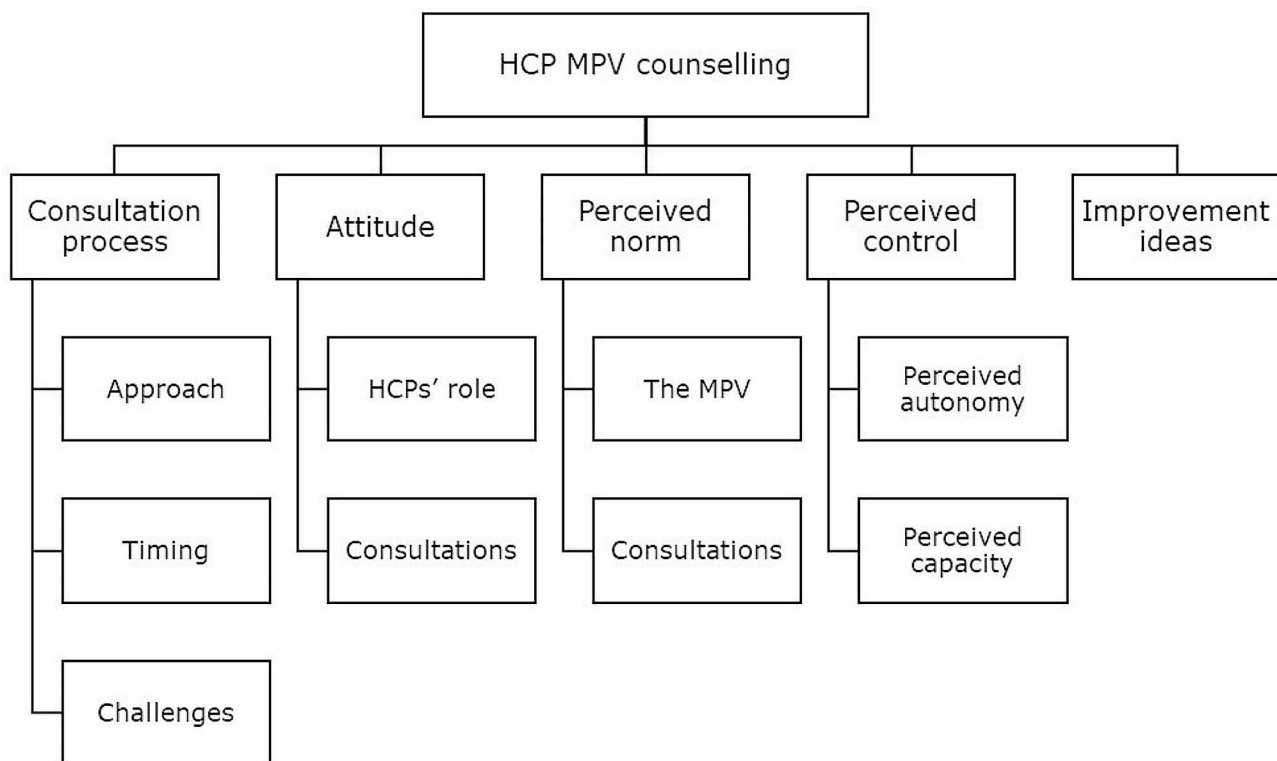 HCP MPV counselling
Consultation
process
Attitude
Perceived
norm
Perceived
control
Improvement
ideas
Approach
HCPs’ role
The MPV
Perceived
autonomy
Timing
Consultations
Consultations
Perceived
capacity
Challenges